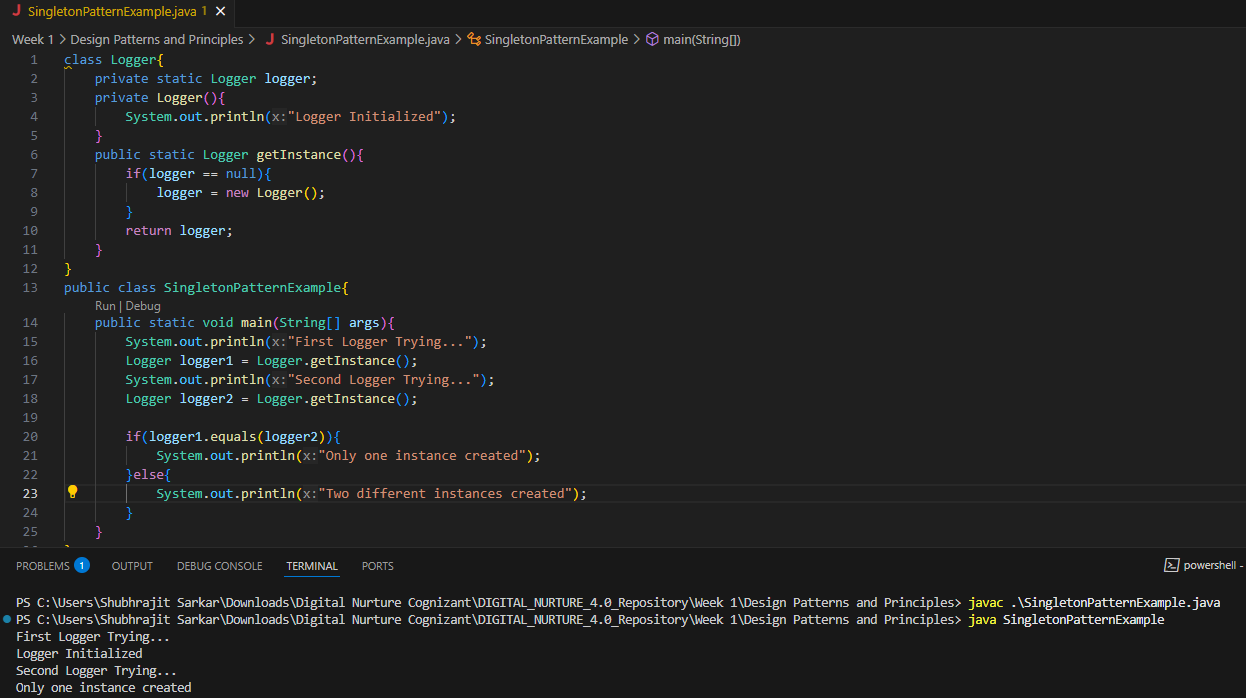 SingletonPatternExample.java 1 ×
Week 1 > Design Patterns and Principles > SingletonPatternExample.java > SingletonPatternExample > main(String[])
1 class Logger{
2 private static Logger logger;
3 private Logger(){
4 System.out.println(x:"Logger Initialized");
5 }
6 public static Logger getInstance(){
7 if(logger == null){
8 logger = new Logger();
9 }
10 return logger;
11 }
12 }
13 public class SingletonPatternExample{
Run | Debug
14 public static void main(String[] args){
15 System.out.println(x:"First Logger Trying...");
16 Logger logger1 = Logger.getInstance();
17 System.out.println(x:"Second Logger Trying...");
18 Logger logger2 = Logger.getInstance();
19
20 if(logger1.equals(logger2)){
21 System.out.println(x:"Only one instance created");
22 }else{
23 System.out.println(x:"Two different instances created");
24 }
25 }
PROBLEMS 1 OUTPUT DEBUG CONSOLE TERMINAL PORTS powershell -
PS C:\Users\Shubhrajit Sarkar\Downloads\Digital Nurture Cognizant\DIGITAL_NURTURE_4.0_Repository\Week 1\Design Patterns and Principles> javac .\SingletonPatternExample.java
PS C:\Users\Shubhrajit Sarkar\Downloads\Digital Nurture Cognizant\DIGITAL_NURTURE_4.0_Repository\Week 1\Design Patterns and Principles> java SingletonPatternExample
First Logger Trying...
Logger Initialized
Second Logger Trying...
Only one instance created